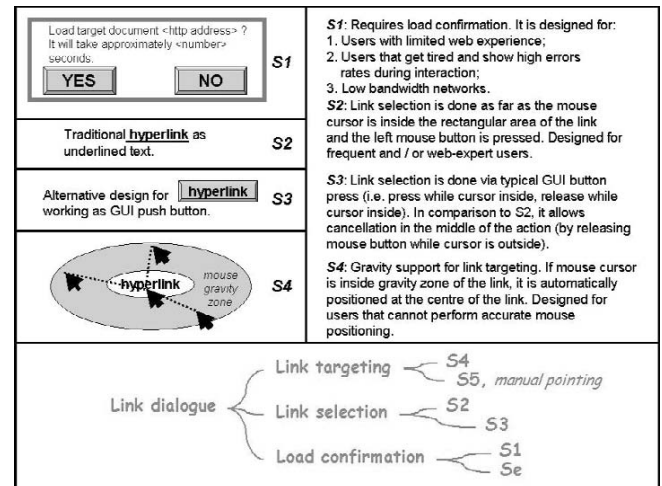 Load target document <http address> ?
It will take approximately <number>
seconds.
YES NO
S1
Traditional hyperlink as
underlined text.
S2
Alternative design for hyperlink
working as GUI push button.
S3
hyperlink
mouse
gravity
zone
S4
S1: Requires load confirmation. It is designed for:
1. Users with limited web experience;
2. Users that get tired and show high errors
rates during interaction;
3. Low bandwidth networks.
S2: Link selection is done as far as the mouse
cursor is inside the rectangular area of the link
and the left mouse button is pressed. Designed for
frequent and / or web-expert users.
S3: Link selection is done via typical GUI button
press (i.e. press while cursor inside, release while
cursor inside). In comparison to S2, it allows
cancellation in the middle of the action (by releasing
mouse button while cursor is outside).
S4: Gravity support for link targeting. If mouse cursor
is inside gravity zone of the link, it is automatically
positioned at the centre of the link. Designed for
users that cannot perform accurate mouse
positioning.
Link dialogue
Link targeting
S4
S5, manual pointing
Link selection
S2
S3
Load confirmation
S1
Se